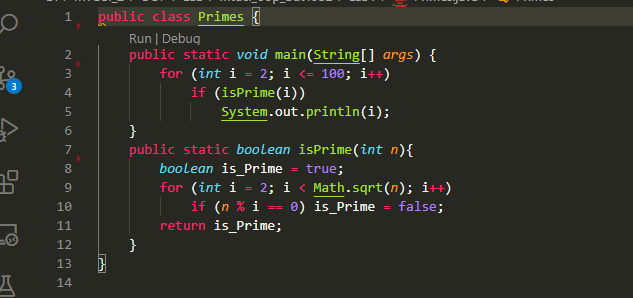 1 public class Primes {
Run | Debug
2 public static void main(String[] args) {
3 for (int i = 2; i <= 100; i++)
4 if (isPrime(i))
5 System.out.println(i);
6 }
7 public static boolean isPrime(int n){
8 boolean is_Prime = true;
9 for (int i = 2; i < Math.sqrt(n); i++)
10 if (n % i == 0) is_Prime = false;
11 return is_Prime;
12 }
13 }
14
3